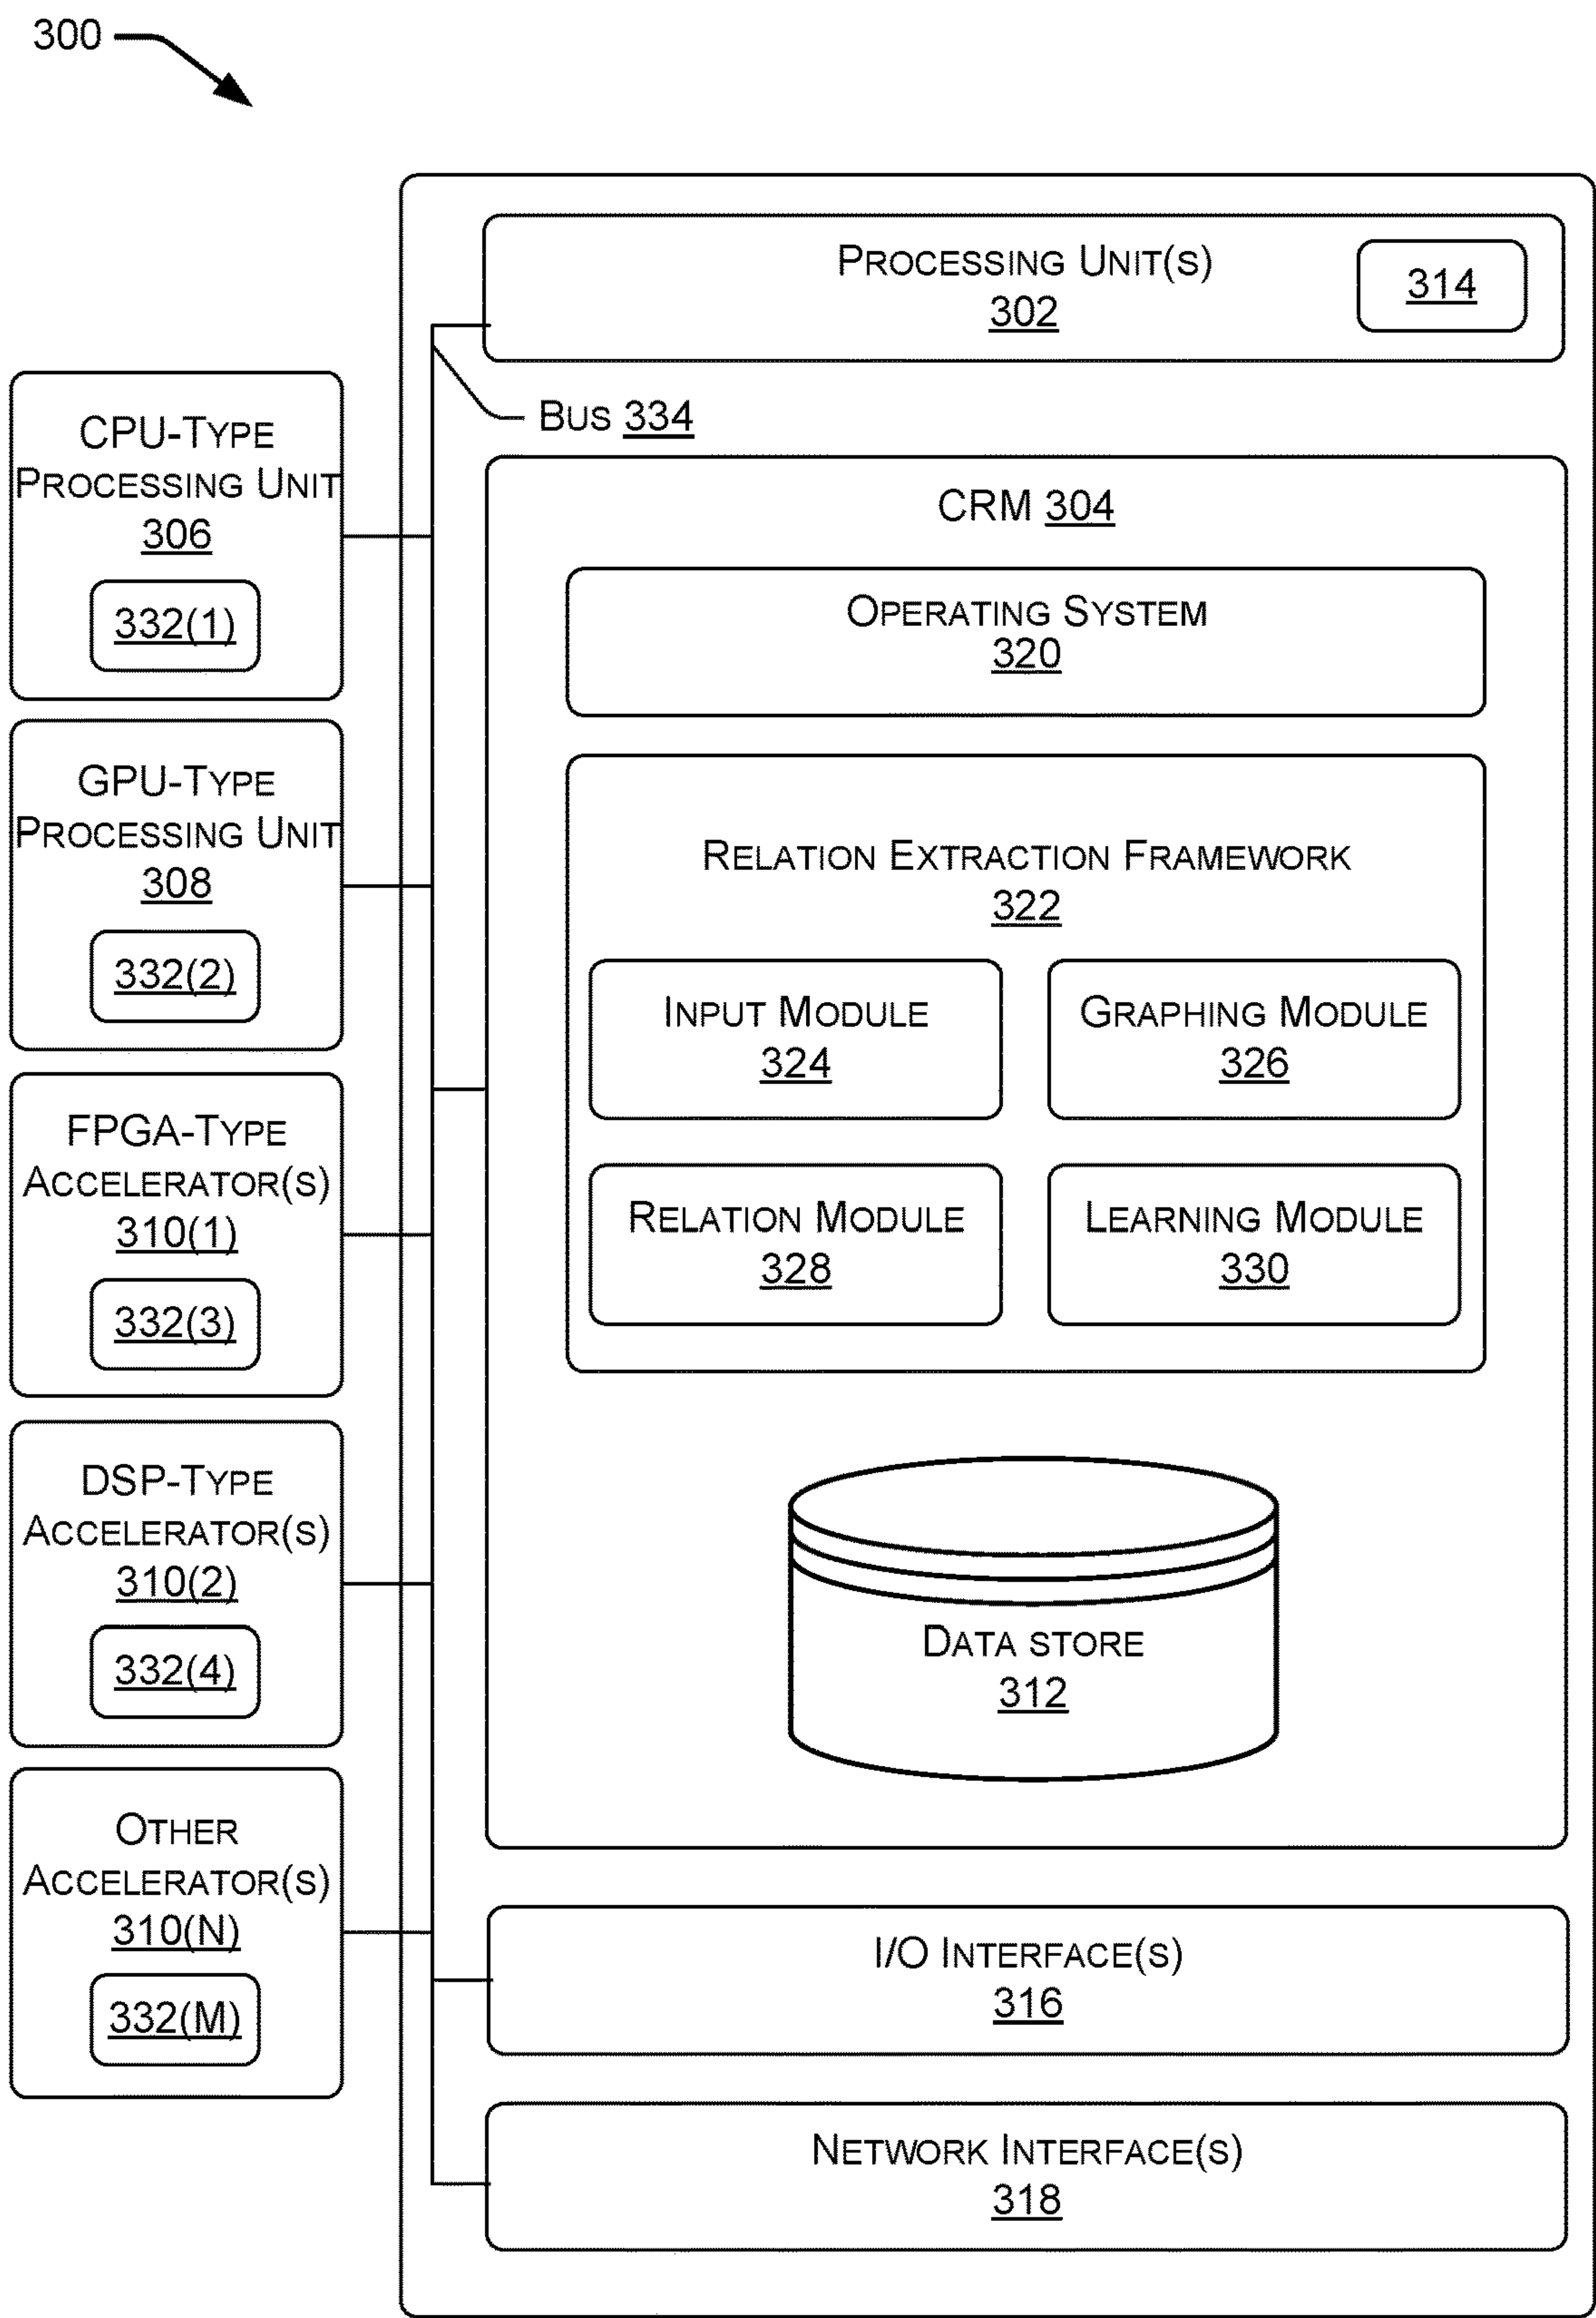 300
PROCESSING UNIT(S)
302
314
BUS 334
CPU-TYPE
PROCESSING UNIT
306
332(1)
GPU-TYPE
PROCESSING UNIT
308
332(2)
FPGA-TYPE
ACCELERATOR(S)
310(1)
332(3)
DSP-TYPE
ACCELERATOR(S)
310(2)
332(4)
OTHER
ACCELERATOR(S)
310(N)
332(M)
CRM 304
OPERATING SYSTEM
320
RELATION EXTRACTION FRAMEWORK
322
INPUT MODULE
324
GRAPHING MODULE
326
RELATION MODULE
328
LEARNING MODULE
330
DATA STORE
312
I/O INTERFACE(S)
316
NETWORK INTERFACE(S)
318